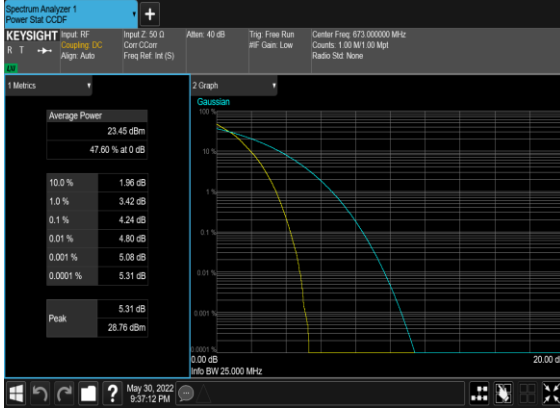 Spectrum Analyzer 1
Power Stat CCDF
+
KEYSIGHT
R T
LXI
Input: RF
Coupling: DC
Align: Auto
Input Z: 50 Ω
Corr CCorr
Freq Ref: Int (S)
Atten: 40 dB
Trig: Free Run
#IF Gain: Low
Center Freq: 673.000000 MHz
Counts: 1.00 M/1.00 Mpt
Radio Std: None
1 Metrics
Average Power
23.45 dBm
47.60 % at 0 dB
10.0 % 1.96 dB
1.0 % 3.42 dB
0.1 % 4.24 dB
0.01 % 4.80 dB
0.001 % 5.08 dB
0.0001 % 5.31 dB
Peak
5.31 dB
28.76 dBm
2 Graph
Gaussian
100 %
10 %
1 %
0.1 %
0.01 %
0.001 %
0.0001 %
0.00 dB
20.00 d
Info BW 25.000 MHz
?
May 30, 2022
9:37:12 PM